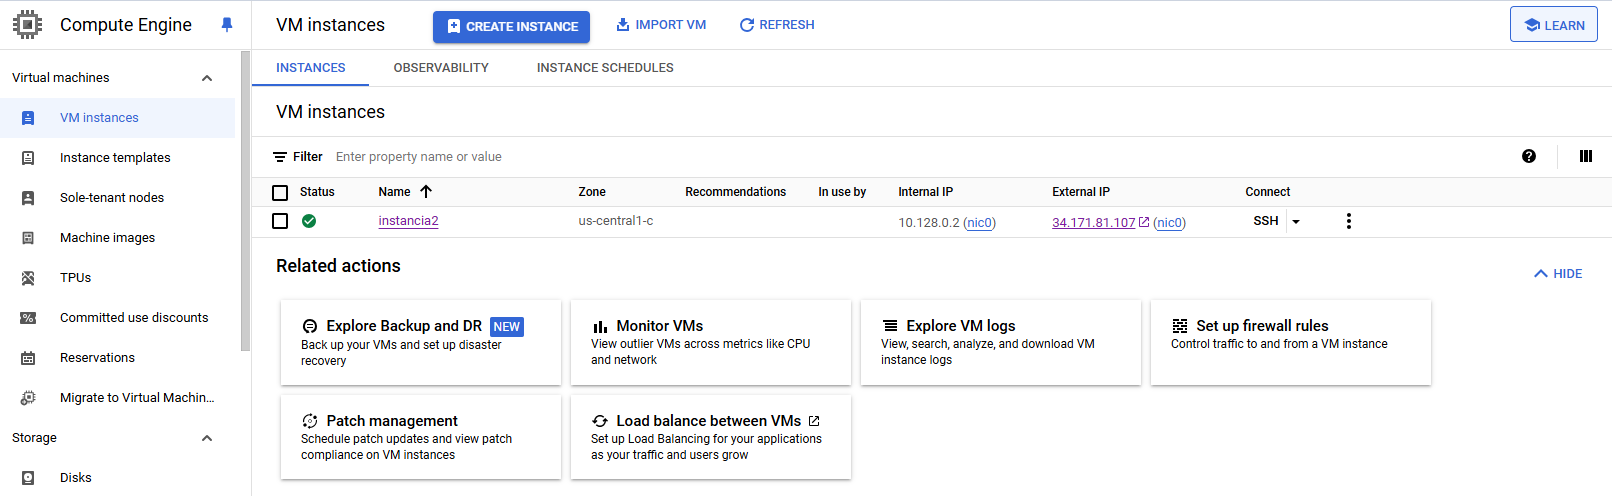 Compute Engine
VM instances
CREATE INSTANCE
IMPORT VM
REFRESH
LEARN
Virtual machines
VM instances
Instance templates
Sole-tenant nodes
Machine images
TPUs
Committed use discounts
Reservations
Migrate to Virtual Machin...
Storage
Disks
INSTANCES
OBSERVABILITY
INSTANCE SCHEDULES
VM instances
Filter Enter property name or value
Status Name Zone Recommendations In use by Internal IP External IP Connect
instancia2 us-central1-c 10.128.0.2 (nic0) 34.171.81.107 (nic0) SSH
Related actions
HIDE
Explore Backup and DR NEW
Back up your VMs and set up disaster
recovery
Monitor VMs
View outlier VMs across metrics like CPU
and network
Explore VM logs
View, search, analyze, and download VM
instance logs
Set up firewall rules
Control traffic to and from a VM instance
Patch management
Schedule patch updates and view patch
compliance on VM instances
Load balance between VMs
Set up Load Balancing for your applications
as your traffic and users grow